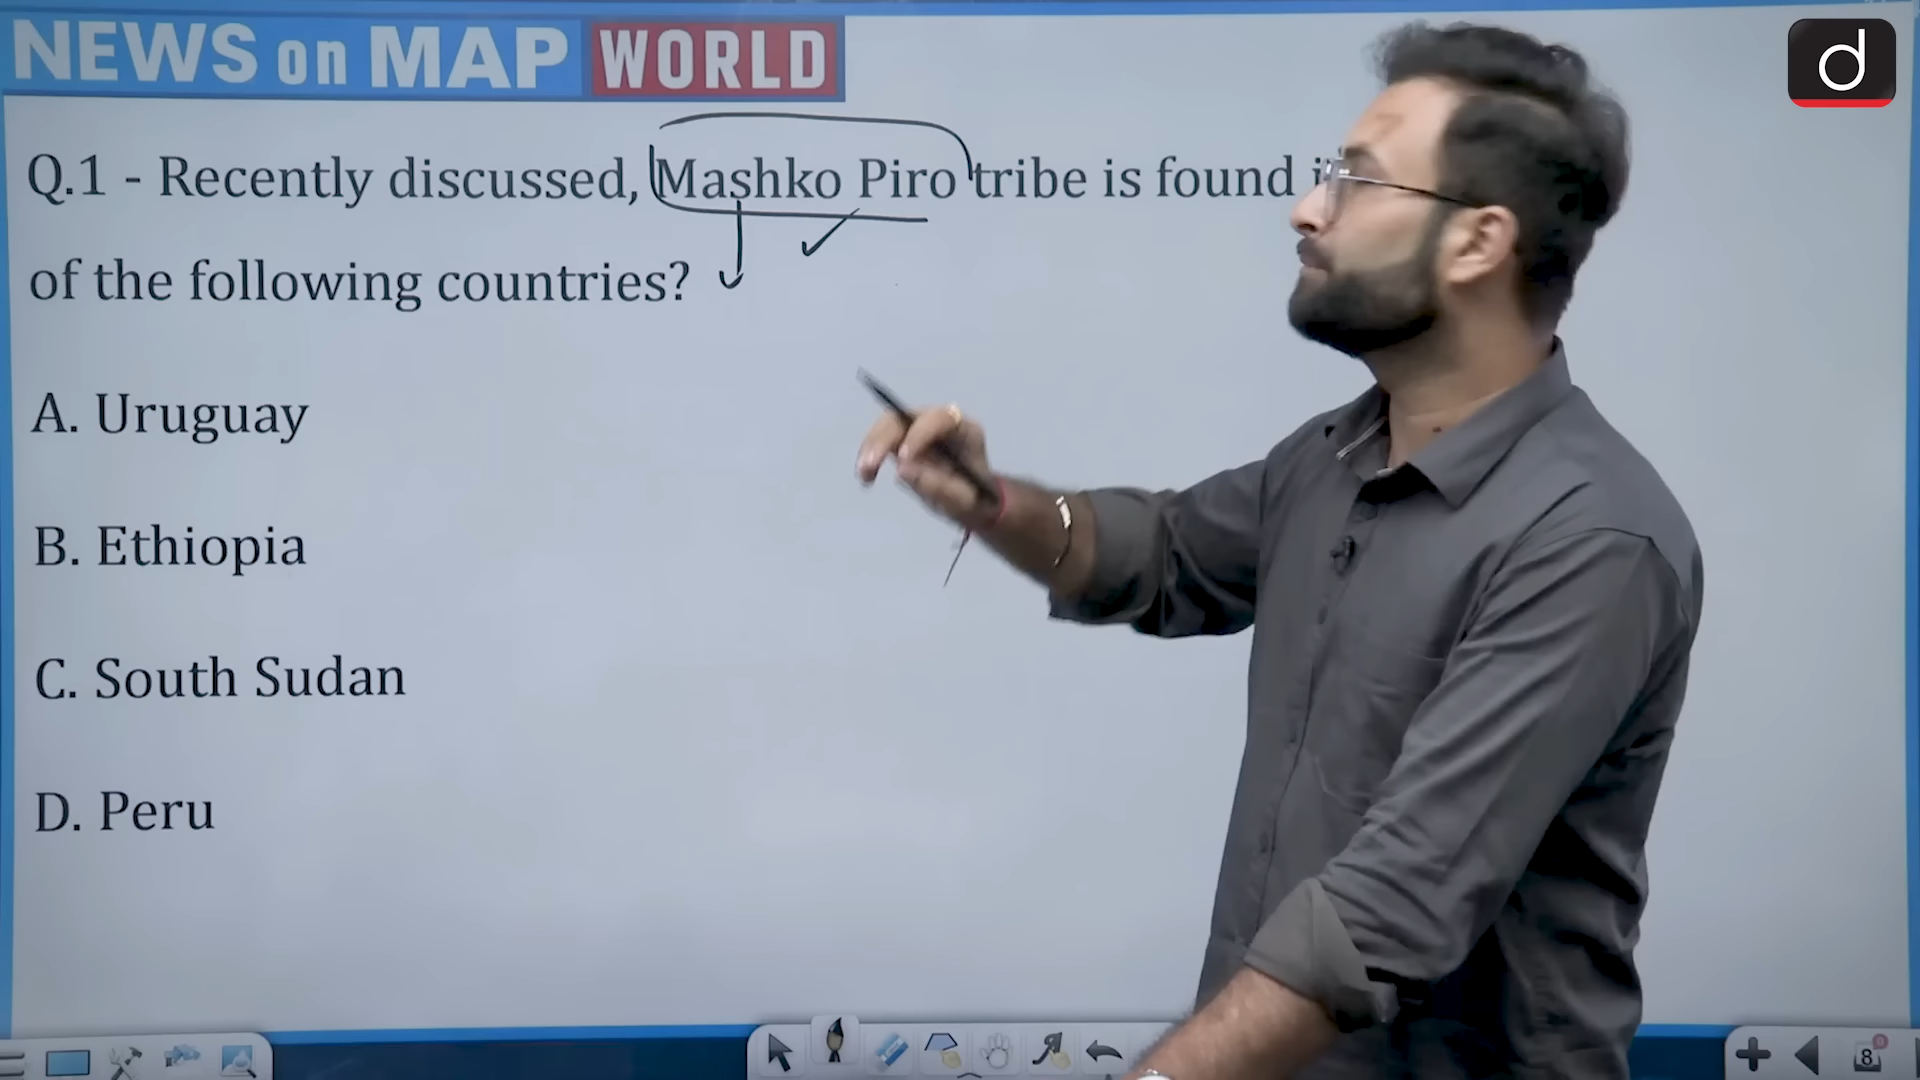 NEWS on MAP WORLD
d
Q.1 - Recently discussed, Mashko Piro tribe is found
of the following countries?
A. Uruguay
B. Ethiopia
C. South Sudan
D. Peru
8